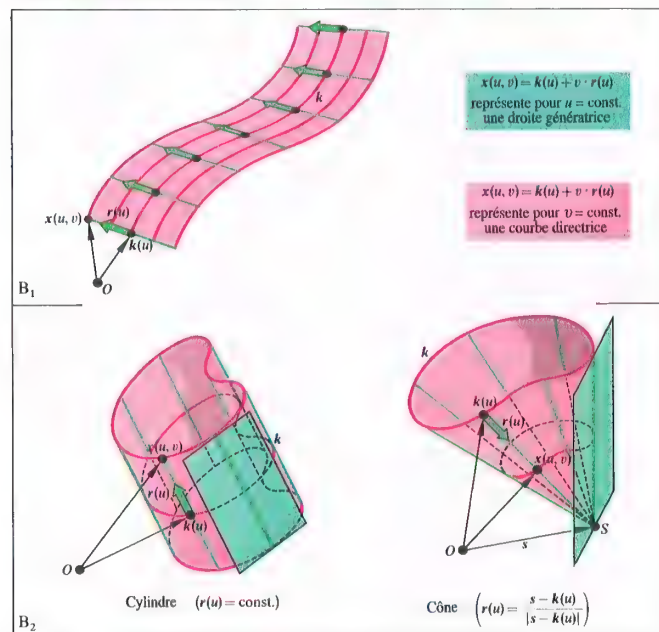 k
x(u, v) = k(u) + v · r(u)
représente pour u = const.
une droite génératrice
x(u, v)
r(u)
k(u)
O
x(u, v) = k(u) + v · r(u)
représente pour v = const.
une courbe directrice
B₁
k
x(u, v)
r(u)
k(u)
O
Cylindre (r(u) = const.)
k
k(u)
r(u)
x(u, v)
O
s
S
Cône (r(u) = s − k(u) / |s − k(u)|)
B₂